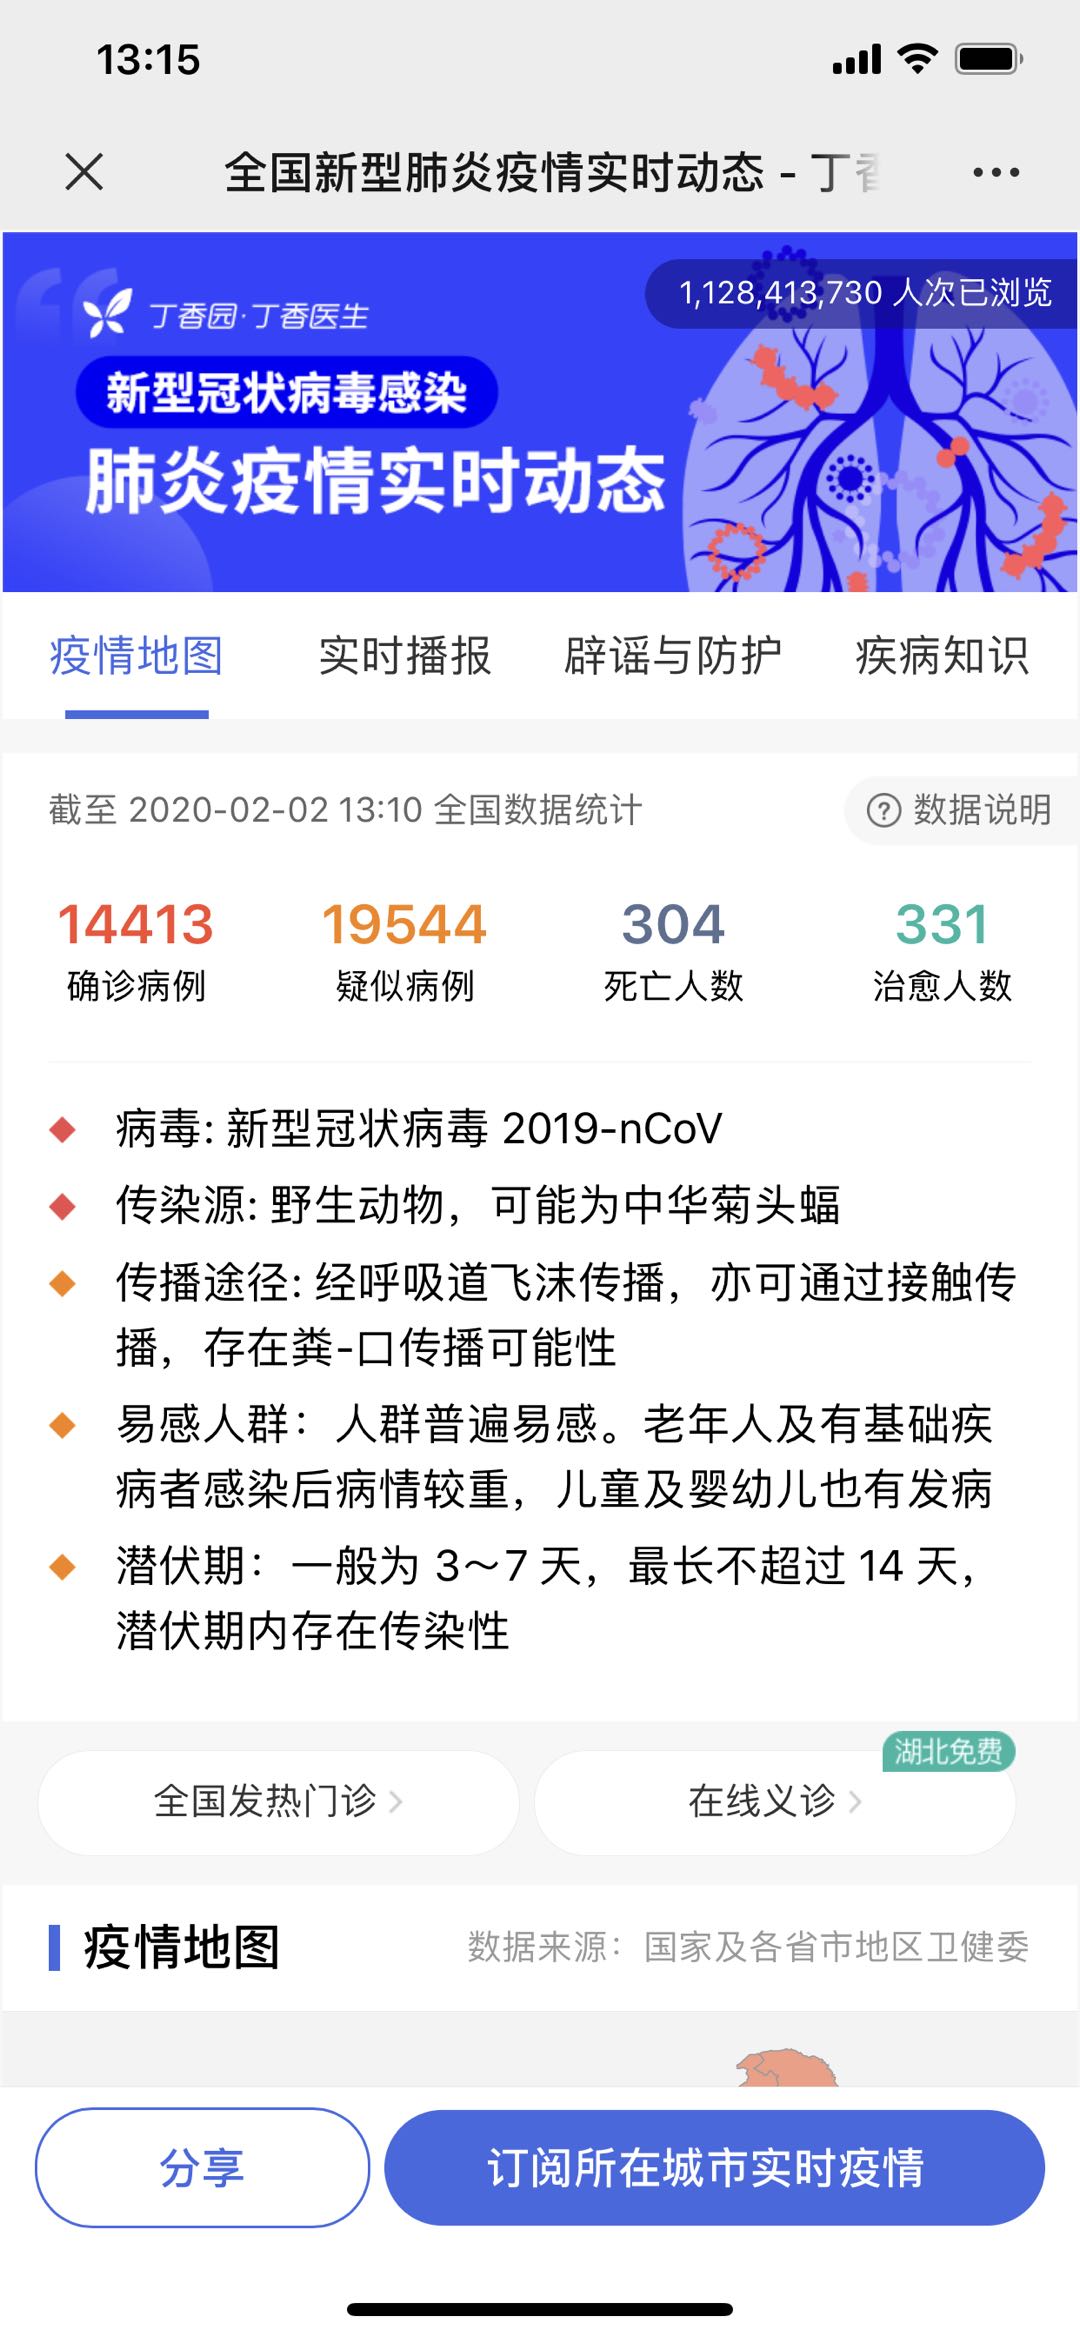 13:15
全国新型肺炎疫情实时动态 - 丁香
1,128,413,730 人次已浏览
丁香园·丁香医生
新型冠状病毒感染
肺炎疫情实时动态
疫情地图 实时播报 辟谣与防护 疾病知识
截至 2020-02-02 13:10 全国数据统计 ? 数据说明
14413 19544 304 331
确诊病例 疑似病例 死亡人数 治愈人数
病毒: 新型冠状病毒 2019-nCoV
传染源: 野生动物，可能为中华菊头蝠
传播途径: 经呼吸道飞沫传播，亦可通过接触传
播，存在粪-口传播可能性
易感人群：人群普遍易感。老年人及有基础疾
病者感染后病情较重，儿童及婴幼儿也有发病
潜伏期：一般为 3～7 天，最长不超过 14 天，
潜伏期内存在传染性
湖北免费
全国发热门诊 在线义诊
疫情地图 数据来源：国家及各省市地区卫健委
分享 订阅所在城市实时疫情